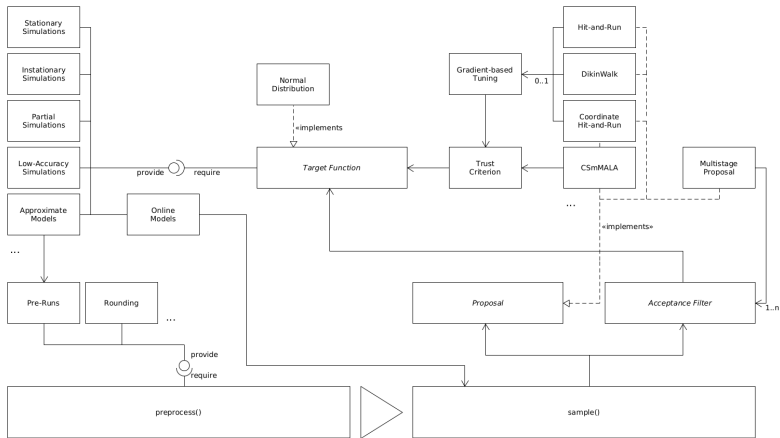 Stationary
Simulations
Hit-and-Run
Instationary
Simulations
Normal
Distribution
Gradient-based
Tuning
0..1
DikinWalk
Partial
Simulations
«implements
Coordinate
Hit-and-Run
Low-Accuracy
Simulations
provide
require
Target Function
Trust
Criterion
CSmMALA
Multistage
Proposal
Approximate
Models
Online
Models
...
...
«implements»
Pre-Runs
Rounding
...
Proposal
Acceptance Filter
1..n
provide
require
preprocess()
sample()